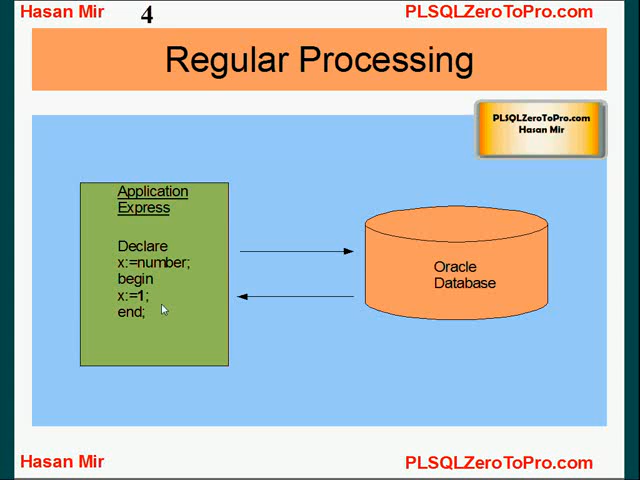 Hasan Mir
4
PLSQLZeroToPro.com
Regular Processing
PLSQLZeroToPro.com
Hasan Mir
Application
Express
Declare
x:=number;
begin
x:=1;
end;
Oracle
Database
Hasan Mir
PLSQLZeroToPro.com